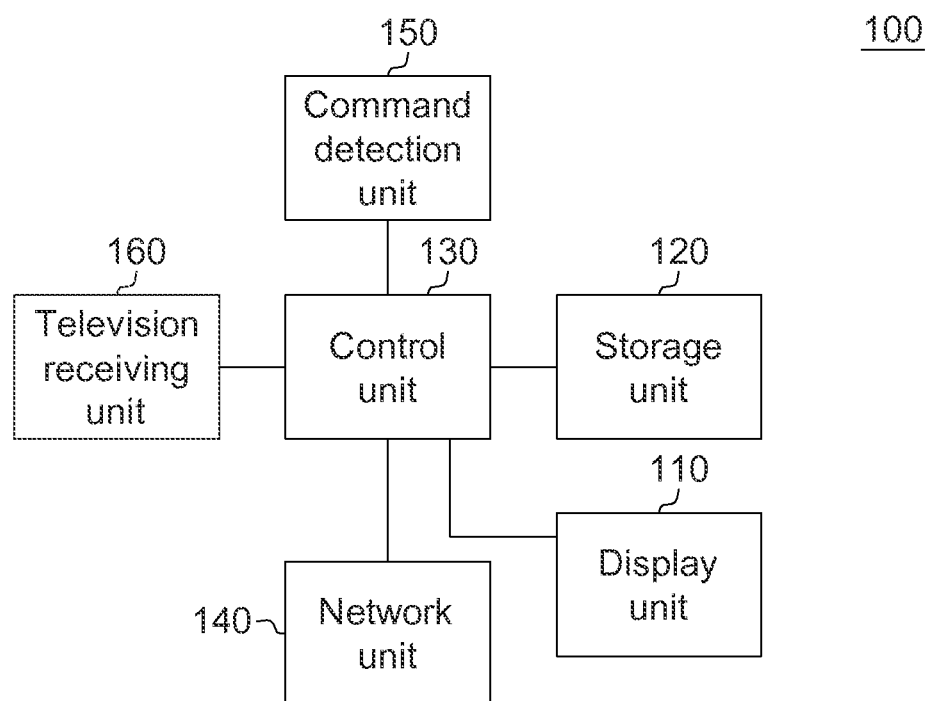 150
100
Command
detection
unit
160
130
120
Television
receiving
unit
Control
unit
Storage
unit
110
Display
unit
140
Network
unit